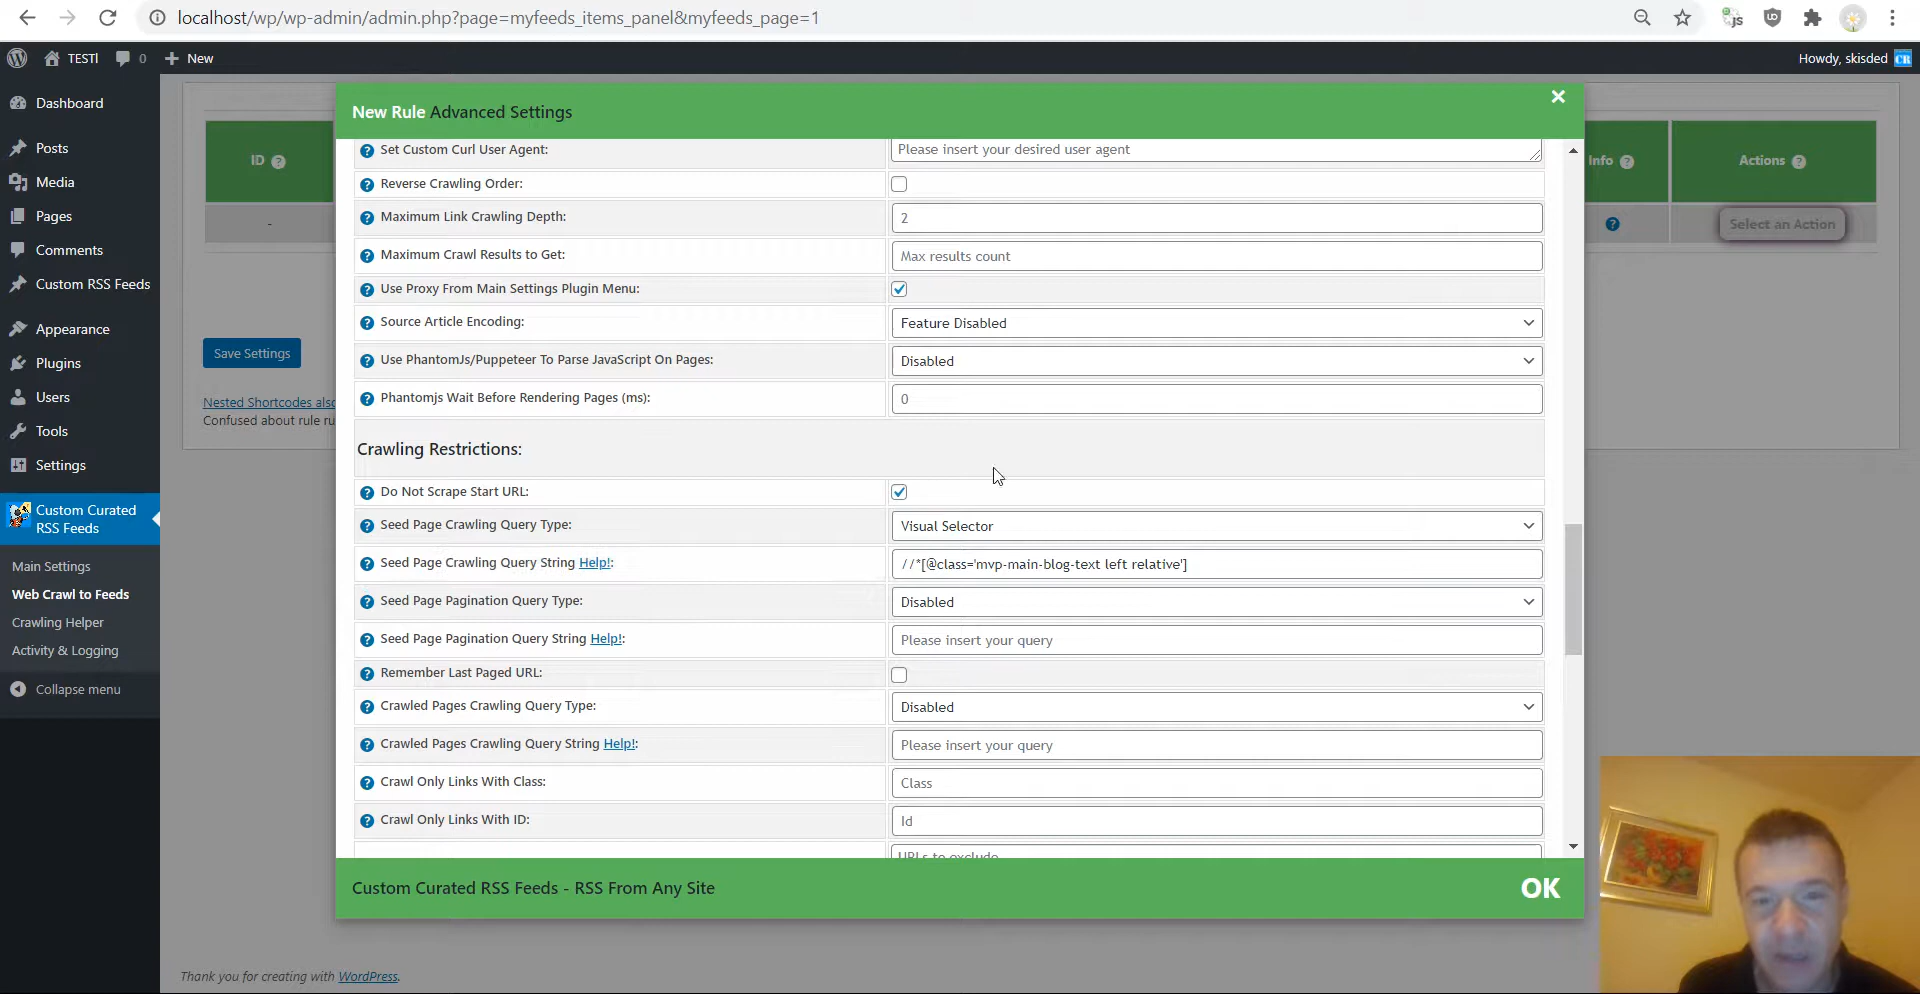 localhost/wp/wp-admin/admin.php?page=myfeeds_items_panel&myfeeds_page=1
TESTİ
0
New
Howdy, skisded
Dashboard
Posts
Media
Pages
Comments
Custom RSS Feeds
Appearance
Plugins
Users
Tools
Settings
Custom Curated
RSS Feeds
Main Settings
Web Crawl to Feeds
Crawling Helper
Activity & Logging
Collapse menu
ID
-
Save Settings
Nested Shortcodes also
Confused about rule ru
New Rule Advanced Settings
Set Custom Curl User Agent:
Please insert your desired user agent
Reverse Crawling Order:
Maximum Link Crawling Depth:
2
Maximum Crawl Results to Get:
Max results count
Use Proxy From Main Settings Plugin Menu:
Source Article Encoding:
Feature Disabled
Use PhantomJs/Puppeteer To Parse JavaScript On Pages:
Disabled
Phantomjs Wait Before Rendering Pages (ms):
0
Crawling Restrictions:
Do Not Scrape Start URL:
Seed Page Crawling Query Type:
Visual Selector
Seed Page Crawling Query String Help!:
//*[@class='mvp-main-blog-text left relative']
Seed Page Pagination Query Type:
Disabled
Seed Page Pagination Query String Help!:
Please insert your query
Remember Last Paged URL:
Crawled Pages Crawling Query Type:
Disabled
Crawled Pages Crawling Query String Help!:
Please insert your query
Crawl Only Links With Class:
Class
Crawl Only Links With ID:
Id
URLs to exclude
Custom Curated RSS Feeds - RSS From Any Site
OK
Info
Actions
Select an Action
Thank you for creating with WordPress.